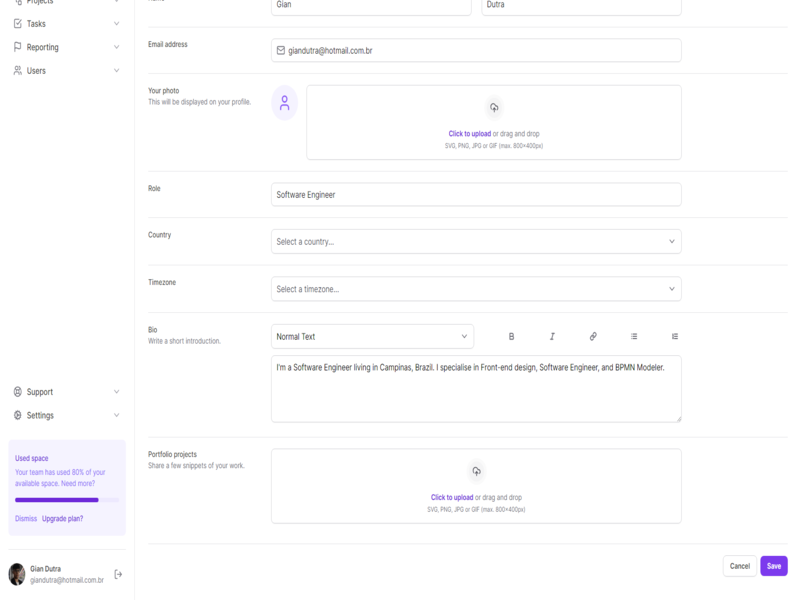 Projects
Tasks
Reporting
Users
Support
Settings
Used space
Your team has used 80% of your
available space. Need more?
Dismiss Upgrade plan?
Gian Dutra
giandutra@hotmail.com.br
Name
Gian
Dutra
Email address
giandutra@hotmail.com.br
Your photo
This will be displayed on your profile.
Click to upload or drag and drop
SVG, PNG, JPG or GIF (max. 800×400px)
Role
Software Engineer
Country
Select a country...
Timezone
Select a timezone...
Bio
Write a short introduction.
Normal Text
B I
I'm a Software Engineer living in Campinas, Brazil. I specialise in Front-end design, Software Engineer, and BPMN Modeler.
Portfolio projects
Share a few snippets of your work.
Click to upload or drag and drop
SVG, PNG, JPG or GIF (max. 800×400px)
Cancel
Save